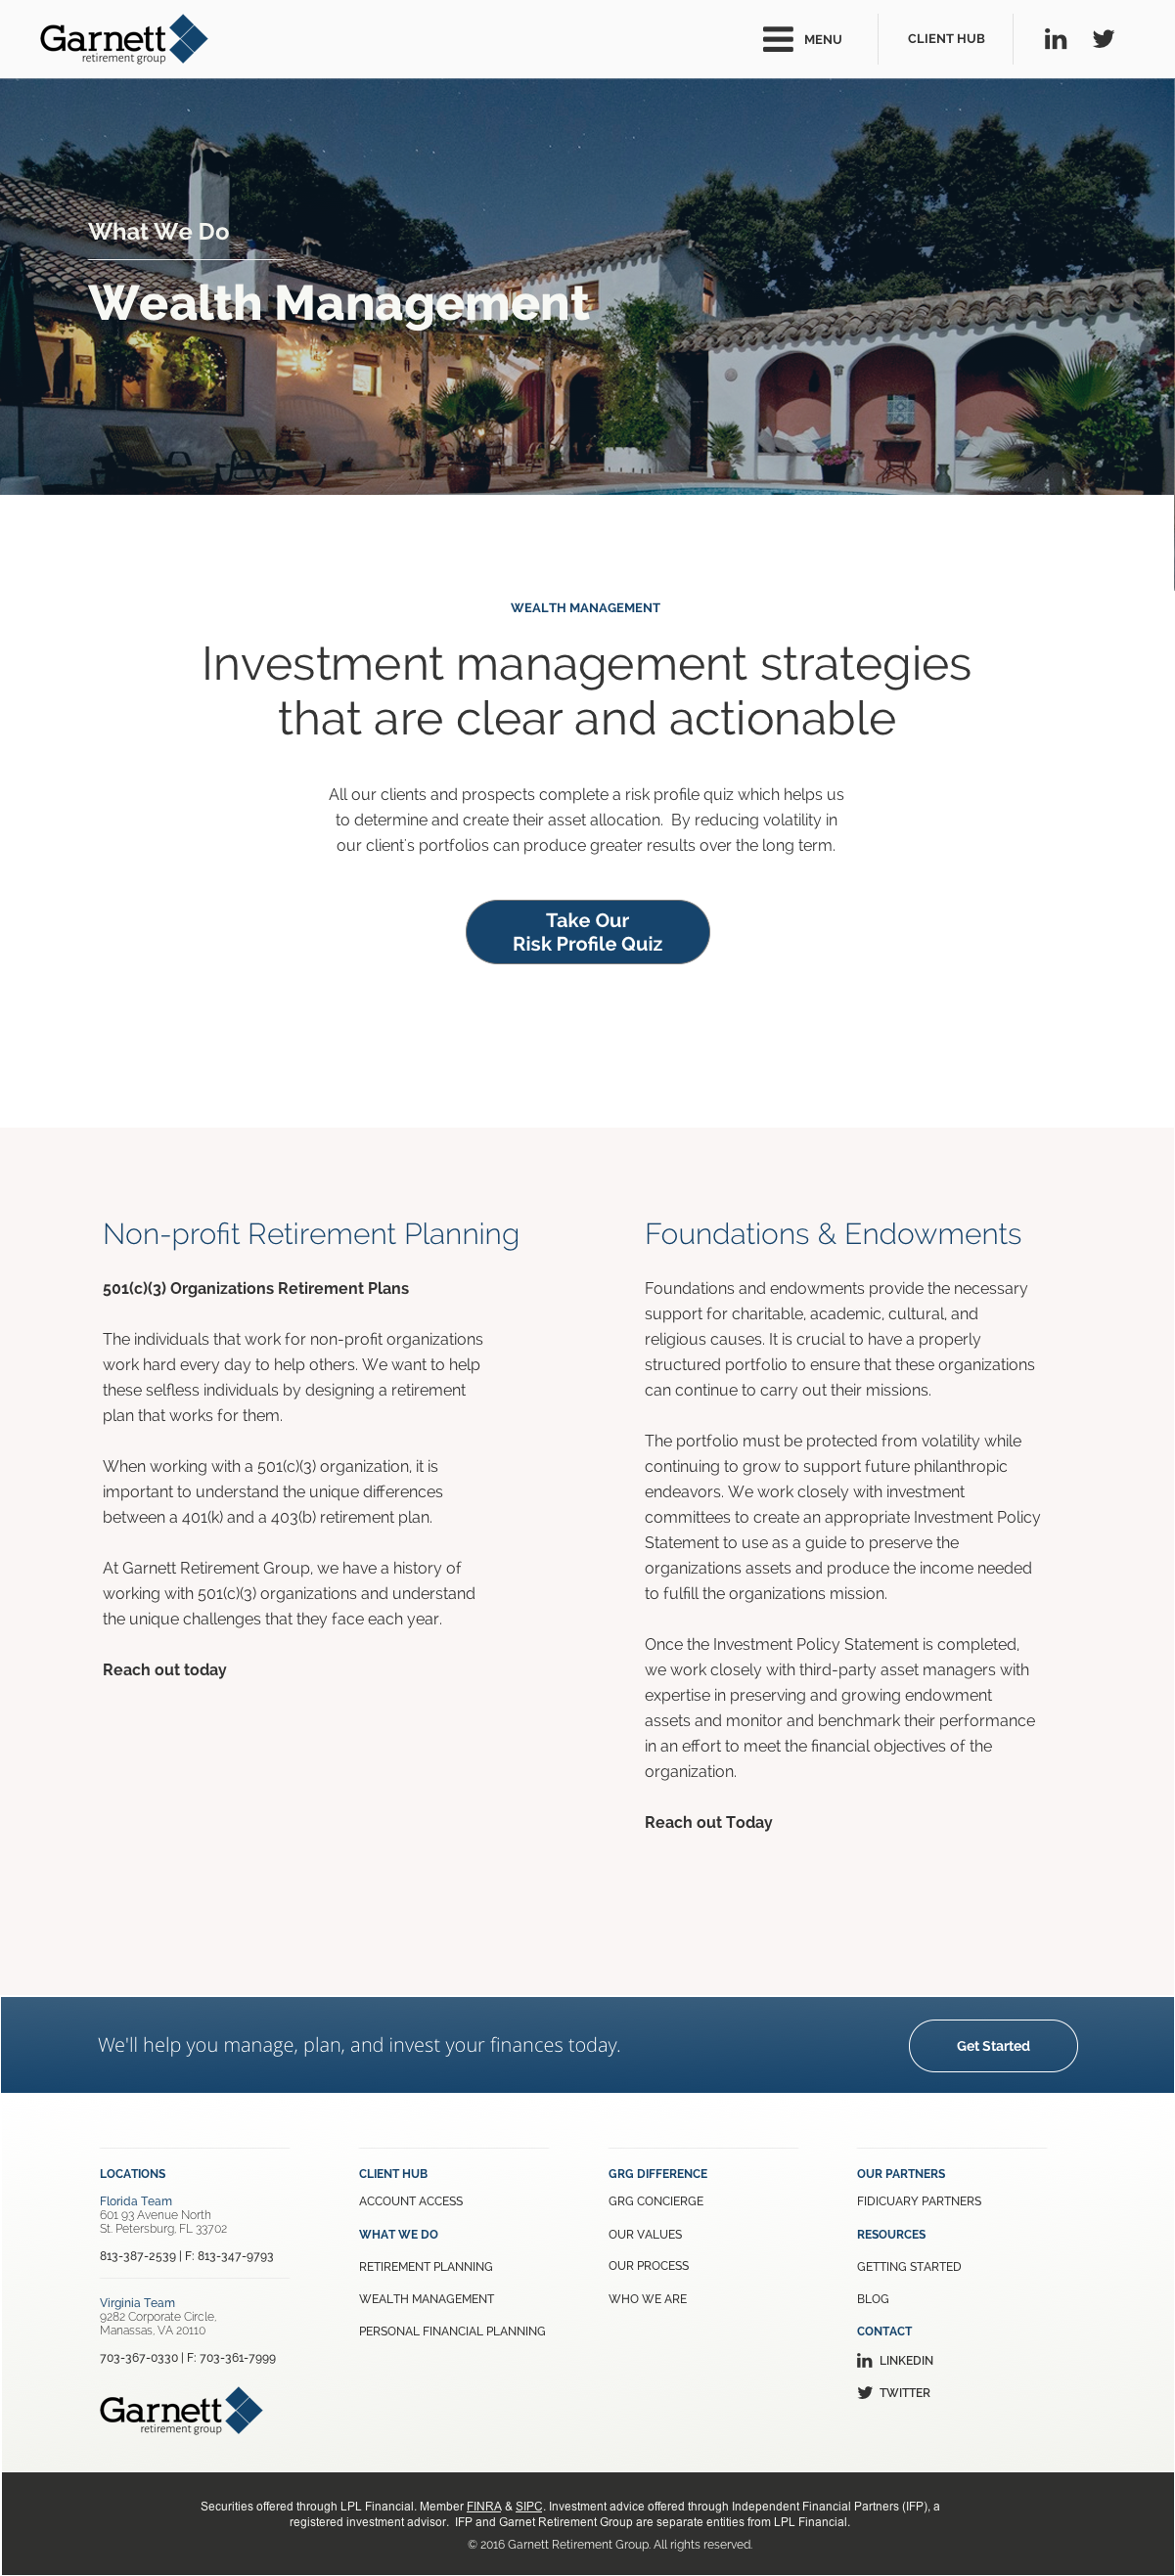 Garnett
retirement group
MENU
CLIENT HUB
What We Do
Wealth Management
WEALTH MANAGEMENT
Investment management strategies
that are clear and actionable
All our clients and prospects complete a risk profile quiz which helps us
to determine and create their asset allocation.  By reducing volatility in
our client's portfolios can produce greater results over the long term.
Take Our
Risk Profile Quiz
Non-profit Retirement Planning
501(c)(3) Organizations Retirement Plans
The individuals that work for non-profit organizations
work hard every day to help others. We want to help
these selfless individuals by designing a retirement
plan that works for them.
When working with a 501(c)(3) organization, it is
important to understand the unique differences
between a 401(k) and a 403(b) retirement plan.
At Garnett Retirement Group, we have a history of
working with 501(c)(3) organizations and understand
the unique challenges that they face each year.
Reach out today
Foundations & Endowments
Foundations and endowments provide the necessary
support for charitable, academic, cultural, and
religious causes. It is crucial to have a properly
structured portfolio to ensure that these organizations
can continue to carry out their missions.
The portfolio must be protected from volatility while
continuing to grow to support future philanthropic
endeavors. We work closely with investment
committees to create an appropriate Investment Policy
Statement to use as a guide to preserve the
organizations assets and produce the income needed
to fulfill the organizations mission.
Once the Investment Policy Statement is completed,
we work closely with third-party asset managers with
expertise in preserving and growing endowment
assets and monitor and benchmark their performance
in an effort to meet the financial objectives of the
organization.
Reach out Today
We'll help you manage, plan, and invest your finances today.
Get Started
LOCATIONS
Florida Team
601 93 Avenue North
St. Petersburg, FL 33702
813-387-2539 | F: 813-347-9793
Virginia Team
9282 Corporate Circle,
Manassas, VA 20110
703-367-0330 | F: 703-361-7999
Garnett
retirement group
CLIENT HUB
ACCOUNT ACCESS
WHAT WE DO
RETIREMENT PLANNING
WEALTH MANAGEMENT
PERSONAL FINANCIAL PLANNING
GRG DIFFERENCE
GRG CONCIERGE
OUR VALUES
OUR PROCESS
WHO WE ARE
OUR PARTNERS
FIDICUARY PARTNERS
RESOURCES
GETTING STARTED
BLOG
CONTACT
LINKEDIN
TWITTER
Securities offered through LPL Financial. Member FINRA & SIPC. Investment advice offered through Independent Financial Partners (IFP), a
registered investment advisor.  IFP and Garnet Retirement Group are separate entities from LPL Financial.
© 2016 Garnett Retirement Group. All rights reserved.